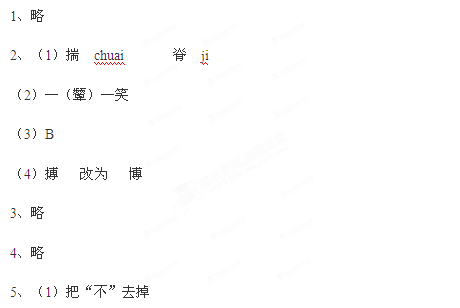 1、略
2、（1）揣 chuai 脊 ji
（2）一（颦）一笑
（3）B
（4）搏 改为 博
3、略
4、略
5、（1）把“不”去掉